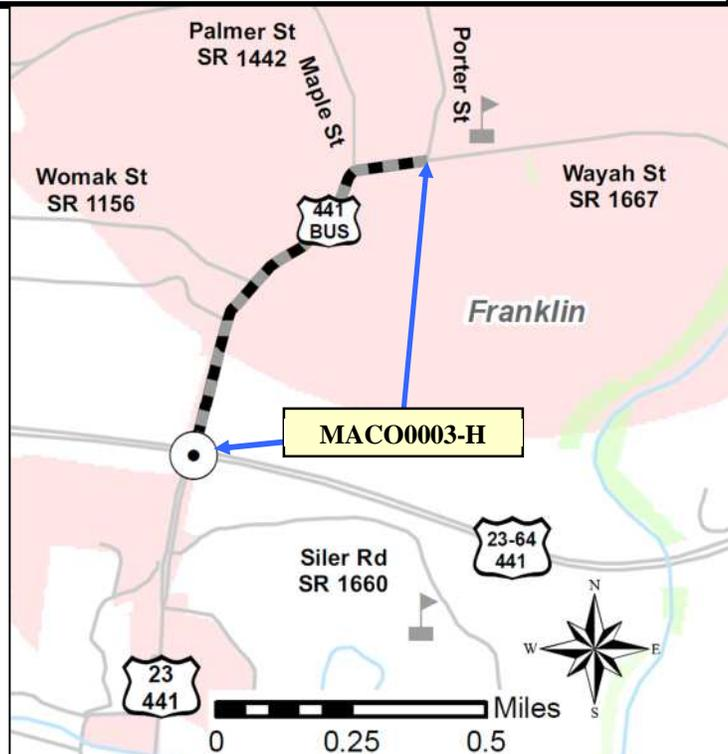 Palmer St
SR 1442
Maple St
Porter St
Womak St
SR 1156
Wayah St
SR 1667
441
BUS
Franklin
MACO0003-H
23-64
441
Siler Rd
SR 1660
N
W
E
S
23
441
Miles
0
0.25
0.5